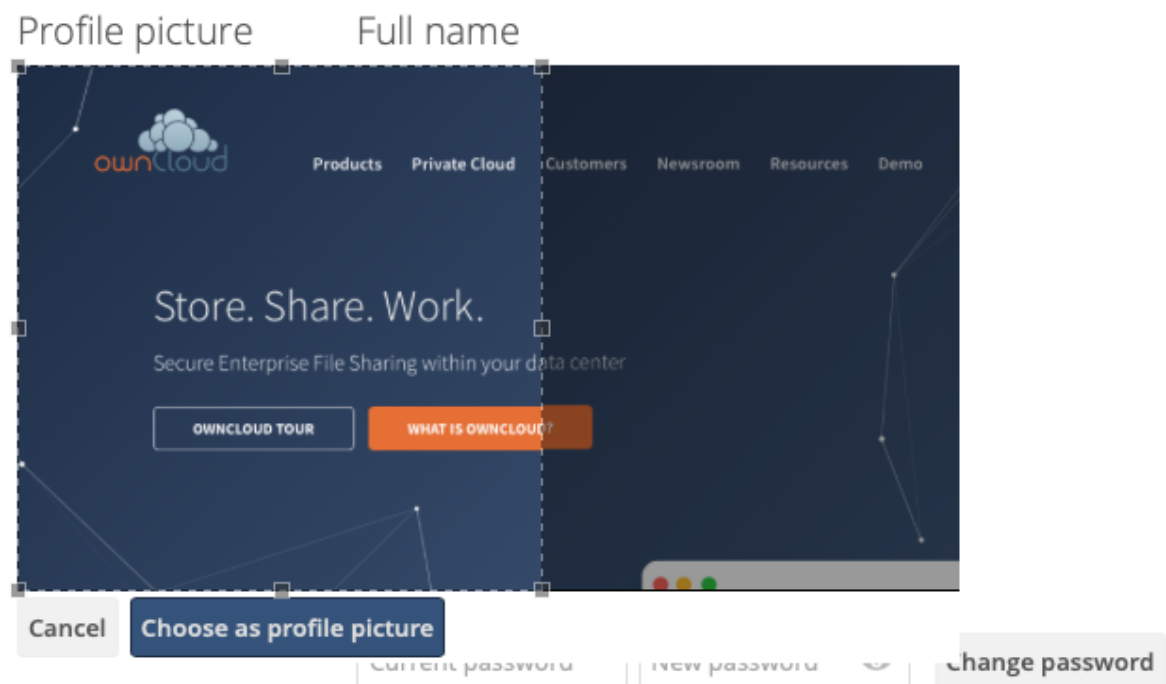 Profile picture Full name
ownCloud
Products Private Cloud Customers Newsroom Resources Demo
Store. Share. Work.
Secure Enterprise File Sharing within your data center
OWNCLOUD TOUR WHAT IS OWNCLOUD?
Cancel Choose as profile picture
Current password New password Change password